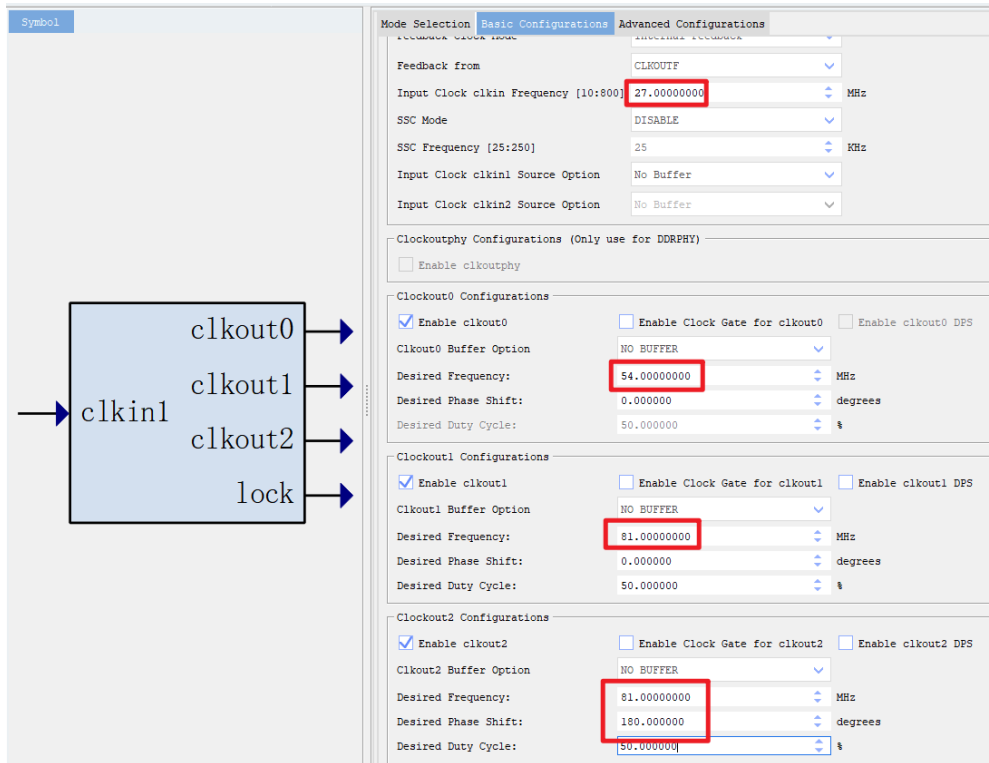 Symbol
Mode Selection Basic Configurations Advanced Configurations
Feedback Clock Mode Internal Feedback
Feedback from CLKOUTF
Input Clock clkin Frequency [10:800] 27.00000000 MHz
SSC Mode DISABLE
SSC Frequency [25:250] 25 KHz
Input Clock clkin1 Source Option No Buffer
Input Clock clkin2 Source Option No Buffer
Clockoutphy Configurations (Only use for DDRPHY)
Enable clkoutphy
Clockout0 Configurations
Enable clkout0 Enable Clock Gate for clkout0 Enable clkout0 DPS
Clkout0 Buffer Option NO BUFFER
Desired Frequency: 54.00000000 MHz
Desired Phase Shift: 0.000000 degrees
Desired Duty Cycle: 50.000000 %
Clockout1 Configurations
Enable clkout1 Enable Clock Gate for clkout1 Enable clkout1 DPS
Clkout1 Buffer Option NO BUFFER
Desired Frequency: 81.00000000 MHz
Desired Phase Shift: 0.000000 degrees
Desired Duty Cycle: 50.000000 %
Clockout2 Configurations
Enable clkout2 Enable Clock Gate for clkout2 Enable clkout2 DPS
Clkout2 Buffer Option NO BUFFER
Desired Frequency: 81.00000000 MHz
Desired Phase Shift: 180.000000 degrees
Desired Duty Cycle: 50.000000 %
clkin1
clkout0
clkout1
clkout2
lock